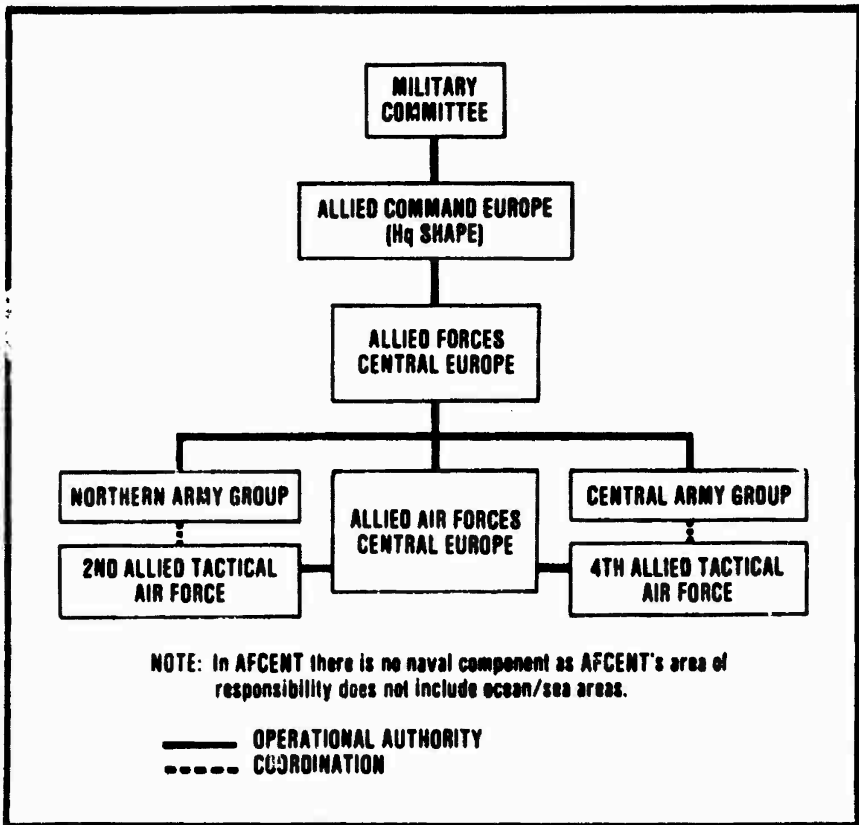 MILITARY
COMMITTEE
ALLIED COMMAND EUROPE
(Hq SHAPE)
ALLIED FORCES
CENTRAL EUROPE
NORTHERN ARMY GROUP
ALLIED AIR FORCES
CENTRAL EUROPE
CENTRAL ARMY GROUP
2ND ALLIED TACTICAL
AIR FORCE
4TH ALLIED TACTICAL
AIR FORCE
NOTE: In AFCENT there is no naval component as AFCENT's area of
responsibility does not include ocean/sea areas.
OPERATIONAL AUTHORITY
COORDINATION